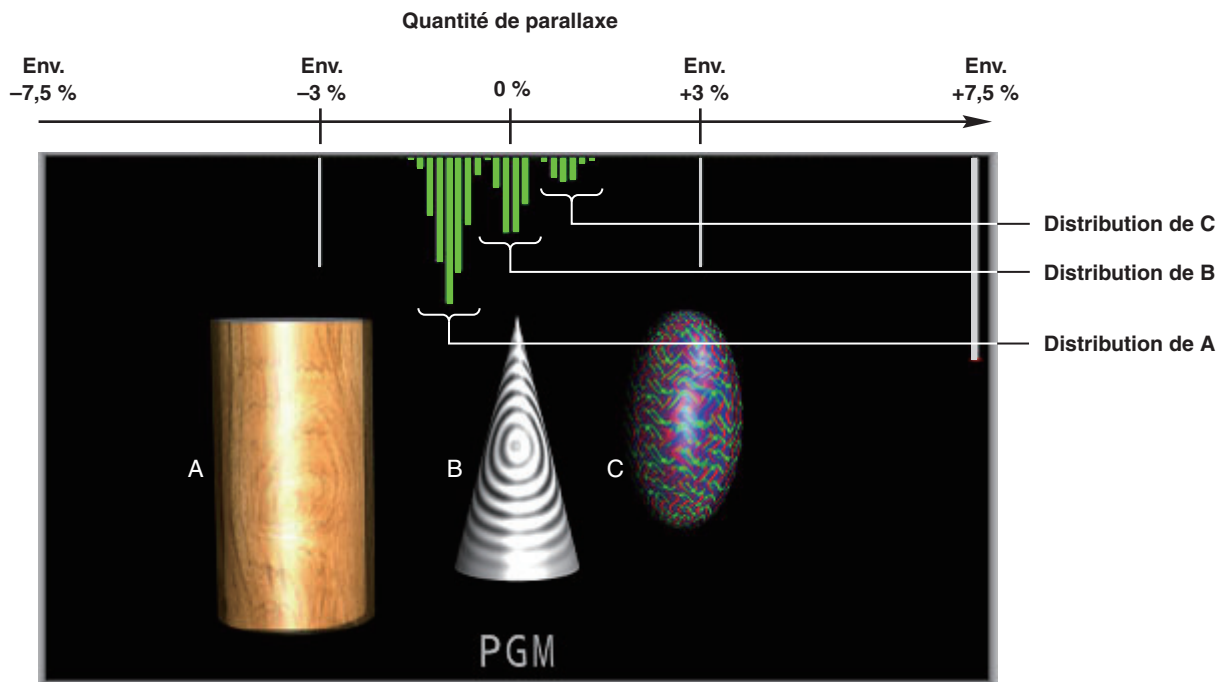 Quantité de parallaxe
Env.
–7,5 %
Env.
–3 %
0 %
Env.
+3 %
Env.
+7,5 %
Distribution de C
Distribution de B
Distribution de A
A
B
C
PGM